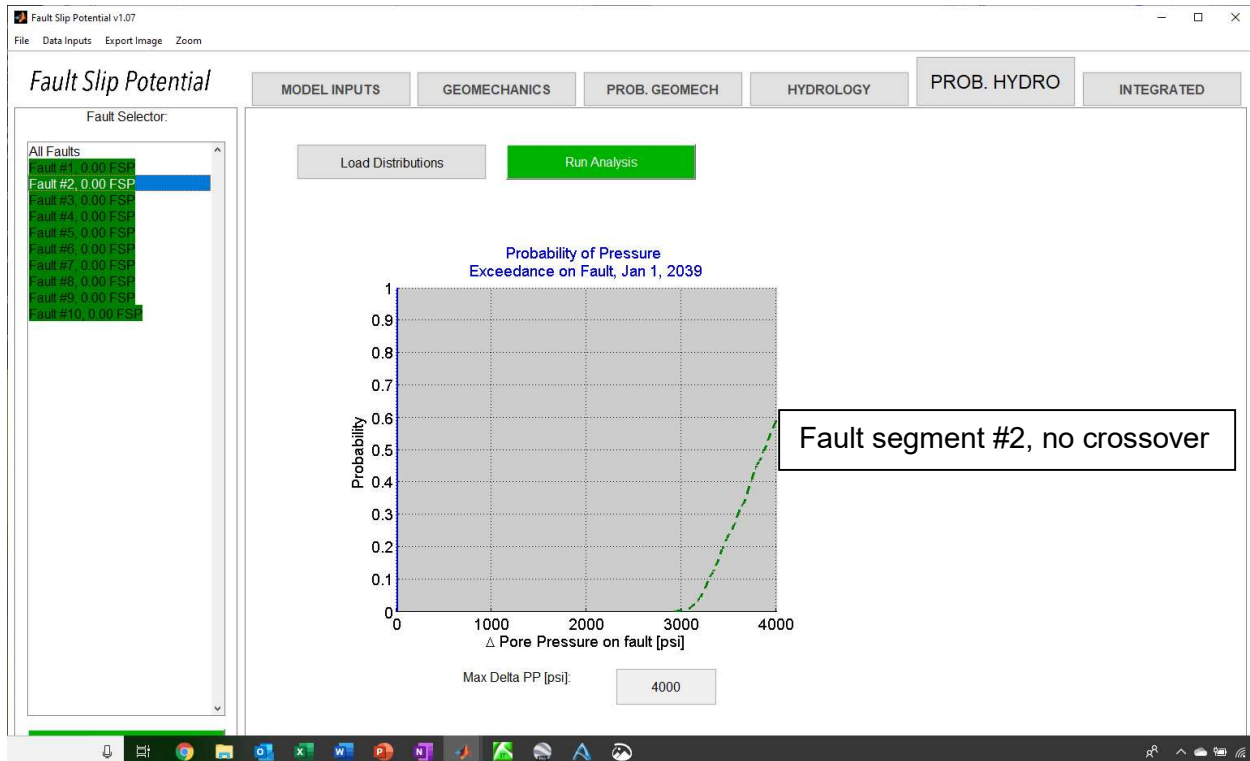 Fault Slip Potential v1.07
File Data Inputs Export Image Zoom
Fault Slip Potential
MODEL INPUTS GEOMECHANICS PROB. GEOMECH HYDROLOGY PROB. HYDRO INTEGRATED
Fault Selector:
All Faults
Fault #1, 0.00 FSP
Fault #2, 0.00 FSP
Fault #3, 0.00 FSP
Fault #4, 0.00 FSP
Fault #5, 0.00 FSP
Fault #6, 0.00 FSP
Fault #7, 0.00 FSP
Fault #8, 0.00 FSP
Fault #9, 0.00 FSP
Fault #10, 0.00 FSP
Load Distributions Run Analysis
Probability of Pressure
Exceedance on Fault, Jan 1, 2039
1
0.9
0.8
0.7
0.6
0.5
0.4
0.3
0.2
0.1
0
Probability
0 1000 2000 3000 4000
Δ Pore Pressure on fault [psi]
Fault segment #2, no crossover
Max Delta PP [psi]: 4000